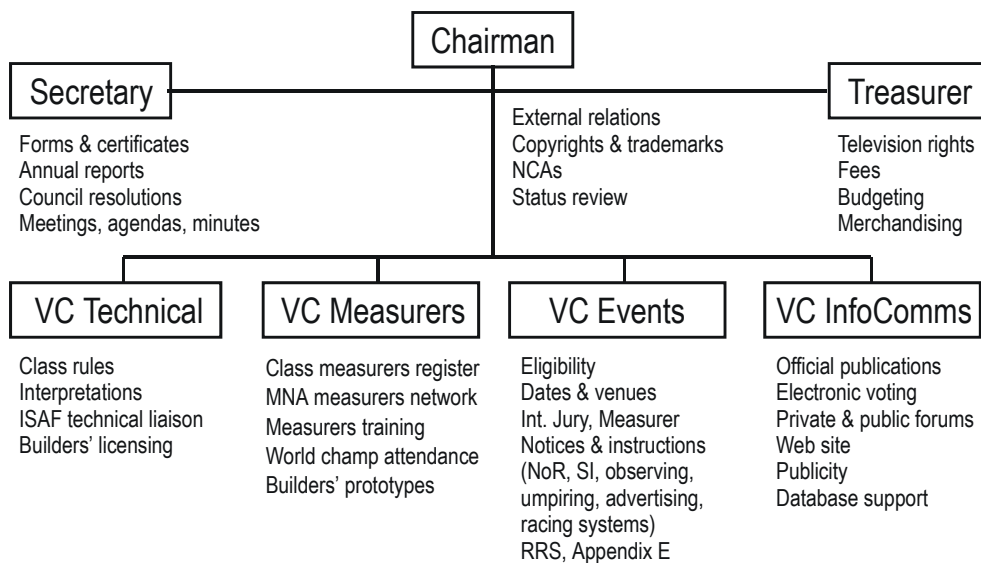 Chairman
Secretary
Forms & certificates
Annual reports
Council resolutions
Meetings, agendas, minutes
External relations
Copyrights & trademarks
NCAs
Status review
Treasurer
Television rights
Fees
Budgeting
Merchandising
VC Technical
Class rules
Interpretations
ISAF technical liaison
Builders' licensing
VC Measurers
Class measurers register
MNA measurers network
Measurers training
World champ attendance
Builders' prototypes
VC Events
Eligibility
Dates & venues
Int. Jury, Measurer
Notices & instructions
(NoR, SI, observing,
umpiring, advertising,
racing systems)
RRS, Appendix E
VC InfoComms
Official publications
Electronic voting
Private & public forums
Web site
Publicity
Database support